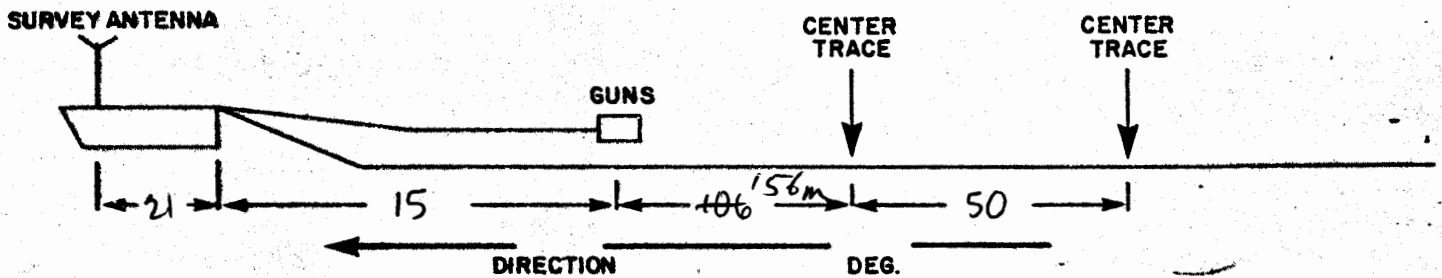 SURVEY ANTENNA
CENTER TRACE
CENTER TRACE
GUNS
21
15
106
156m
50
DIRECTION DEG.